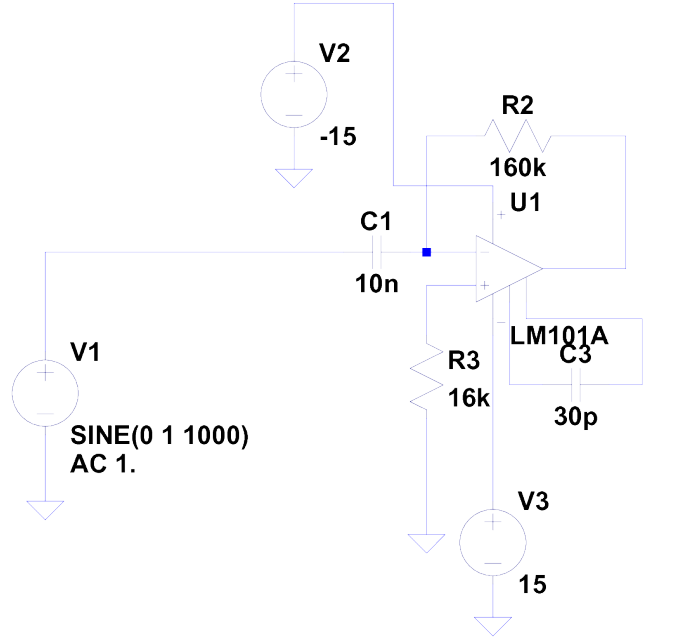 V2
-15
R2
160k
U1
C1
10n
LM101A
C3
30p
V1
SINE(0 1 1000)
AC 1.
R3
16k
V3
15